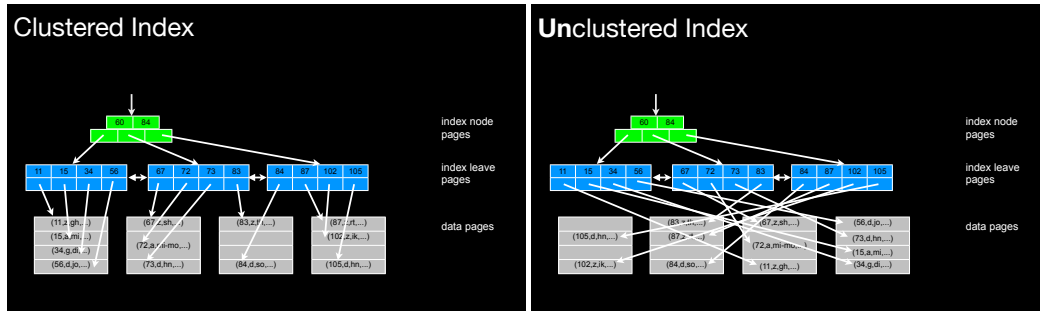 Clustered Index
60 84
index node
pages
11 15 34 56 67 72 73 83 84 87 102 105
index leave
pages
data pages
(11,z,gh,...) (67,z,sh,...) (87,z,rt,...)
(15,a,mi,...) (102,z,ik,...)
(72,a,mi-mo,...)
(34,g,di,...)
(56,d,jo,...) (73,d,hn,...) (84,d,so,...) (105,d,hn,...)
Unclustered Index
60 84
index node
pages
11 15 34 56 67 72 73 83 84 87 102 105
index leave
pages
data pages
(67,z,sh,...) (56,d,jo,...)
(105,d,hn,...) (73,d,hn,...)
(72,a,mi-mo,...)
(15,a,mi,...)
(102,z,ik,...) (84,d,so,...) (11,z,gh,...) (34,g,di,...)